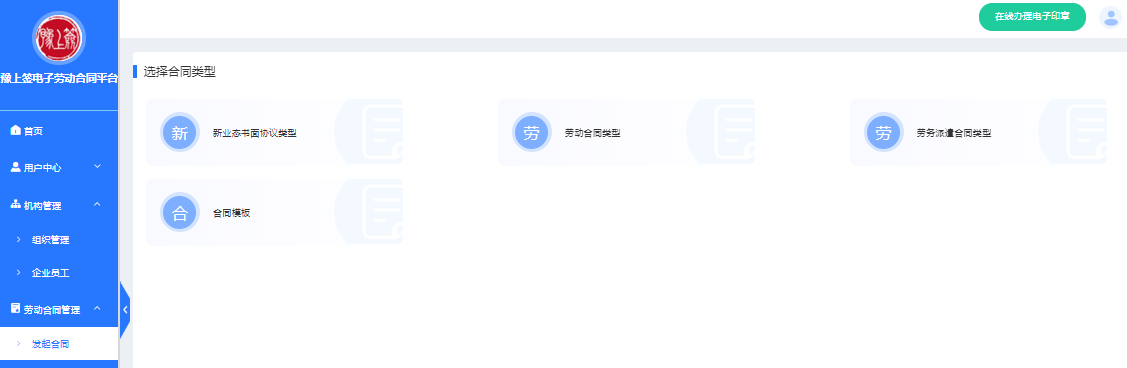 在线办理电子印章
豫上签
豫上签电子劳动合同平台
首页
用户中心
机构管理
组织管理
企业员工
劳动合同管理
发起合同
选择合同类型
新 新业态书面协议类型
劳 劳动合同类型
劳 劳务派遣合同类型
合 合同模板